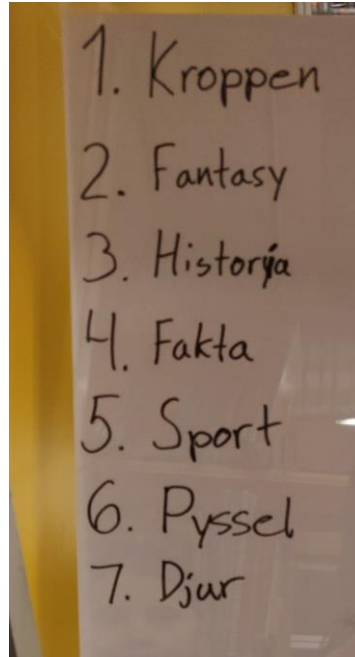 1. Kroppen
2. Fantasy
3. Historia
4. Fakta
5. Sport
6. Pyssel
7. Djur